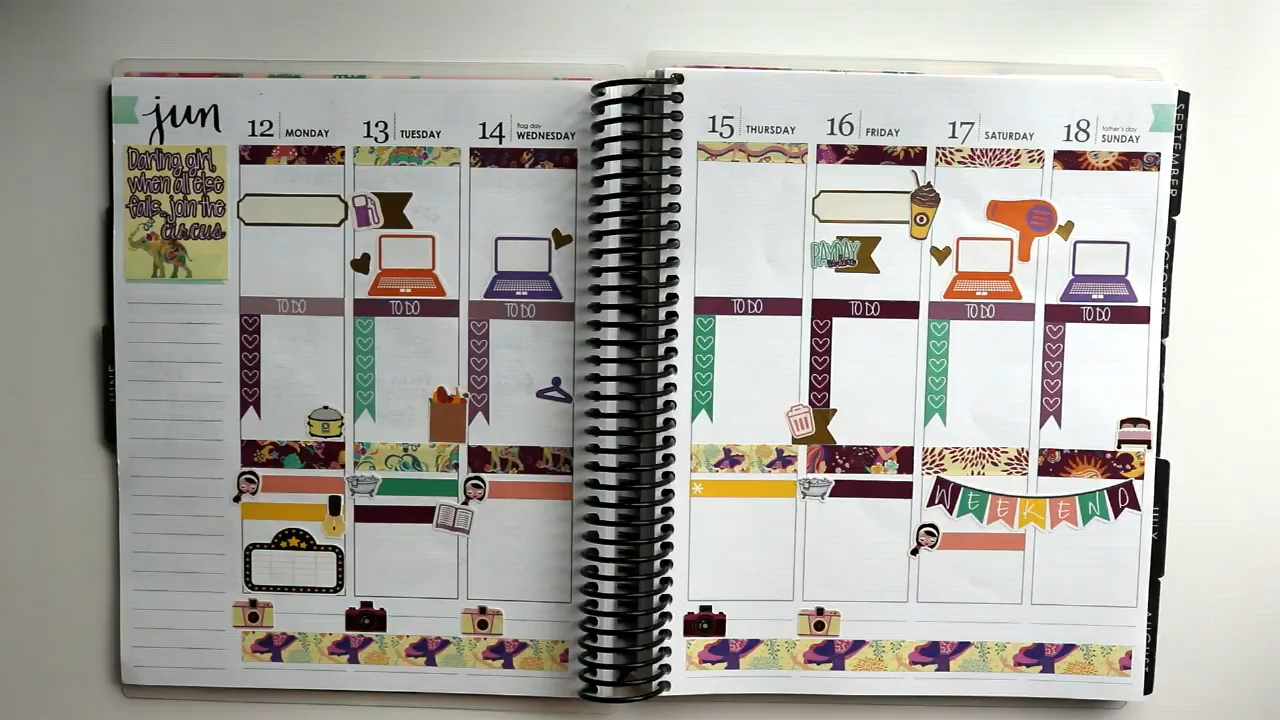 jun
12 MONDAY
13 TUESDAY
14 flag day WEDNESDAY
15 THURSDAY
16 FRIDAY
17 SATURDAY
18 father's day SUNDAY
Darling girl,
when all else
fails, join the
circus
PAYDAY
TO DO
TO DO
TO DO
TO DO
TO DO
TO DO
TO DO
WEEKEND
JUNE
SEPTEMBER
OCTOBER
JULY
AUGUST